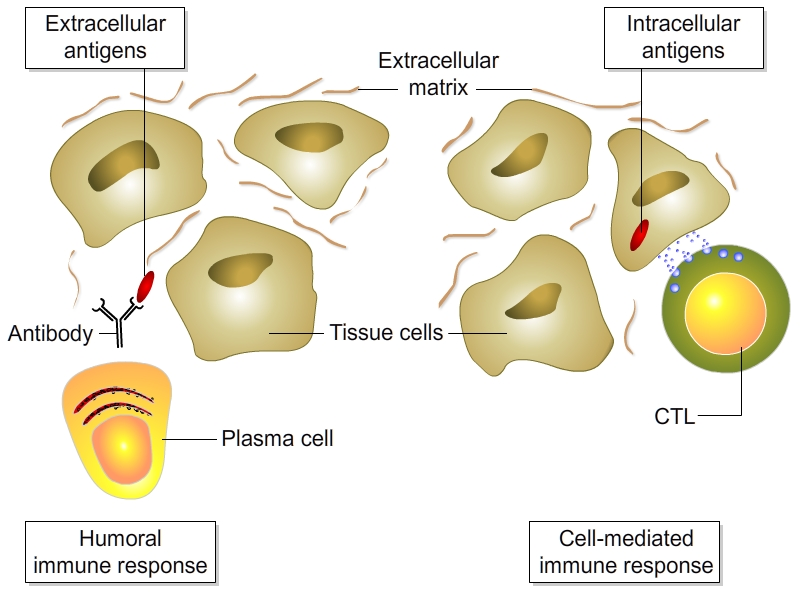 Extracellular
antigens
Extracellular
matrix
Intracellular
antigens
Antibody
Tissue cells
Plasma cell
CTL
Humoral
immune response
Cell-mediated
immune response